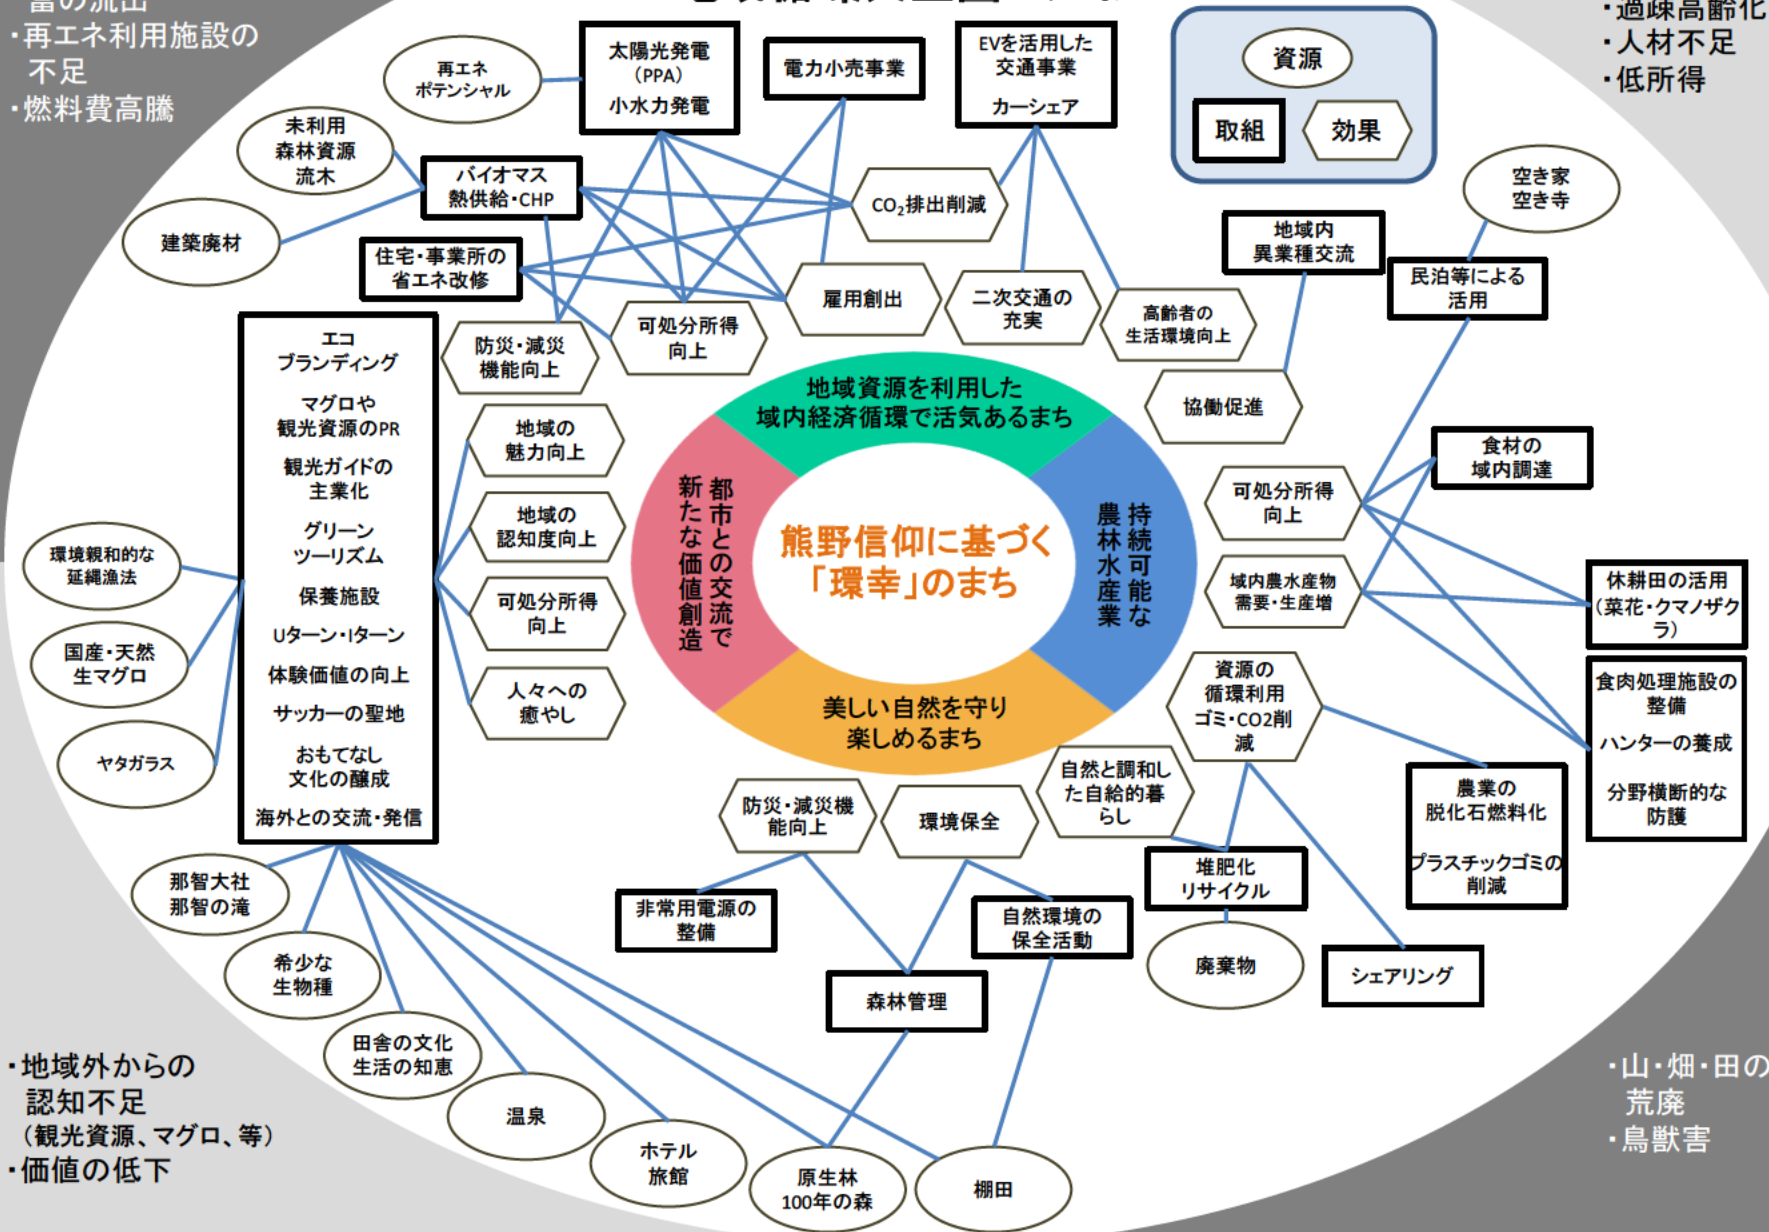 富の流出
・再エネ利用施設の
不足
・燃料費高騰
・過疎高齢化
・人材不足
・低所得
資源
取組
効果
再エネ
ポテンシャル
太陽光発電
（PPA）
小水力発電
電力小売事業
EVを活用した
交通事業
カーシェア
未利用
森林資源
流木
バイオマス
熱供給・CHP
建築廃材
住宅・事業所の
省エネ改修
CO₂排出削減
雇用創出
可処分所得
向上
防災・減災
機能向上
二次交通の
充実
高齢者の
生活環境向上
地域内
異業種交流
協働促進
空き家
空き寺
民泊等による
活用
エコ
ブランディング
マグロや
観光資源のPR
観光ガイドの
主業化
グリーン
ツーリズム
保養施設
Uターン・Iターン
体験価値の向上
サッカーの聖地
おもてなし
文化の醸成
海外との交流・発信
地域の
魅力向上
地域の
認知度向上
可処分所得
向上
人々への
癒やし
環境親和的な
延縄漁法
国産・天然
生マグロ
ヤタガラス
地域資源を利用した
域内経済循環で活気あるまち
都市との交流で
新たな価値創造
熊野信仰に基づく
「環幸」のまち
持続可能な
農林水産業
美しい自然を守り
楽しめるまち
可処分所得
向上
食材の
域内調達
域内農水産物
需要・生産増
休耕田の活用
（菜花・クマノザク
ラ）
食肉処理施設の
整備
ハンターの養成
分野横断的な
防護
資源の
循環利用
ゴミ・CO2削
減
農業の
脱化石燃料化
プラスチックゴミの
削減
自然と調和し
た自給的暮
らし
堆肥化
リサイクル
廃棄物
シェアリング
防災・減災機
能向上
環境保全
非常用電源の
整備
自然環境の
保全活動
森林管理
那智大社
那智の滝
希少な
生物種
田舎の文化
生活の知恵
温泉
ホテル
旅館
原生林
100年の森
棚田
・地域外からの
認知不足
（観光資源、マグロ、等）
・価値の低下
・山・畑・田の
荒廃
・鳥獣害